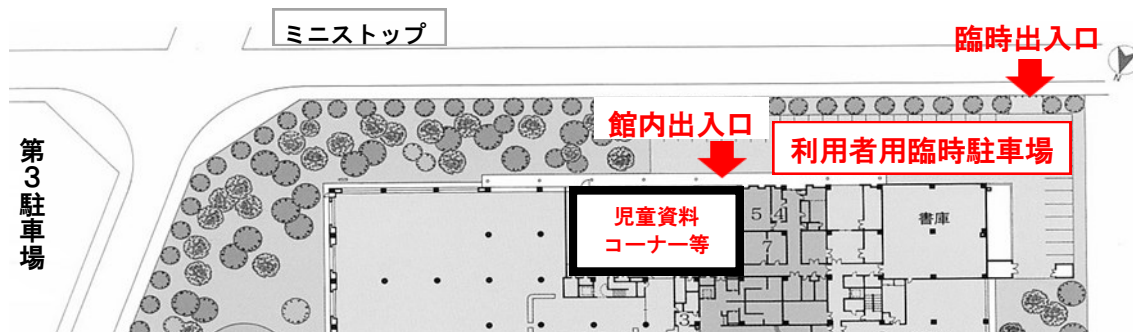 ミニストップ
臨時出入口
館内出入口
利用者用臨時駐車場
第3駐車場
児童資料
コーナー等
5
4
7
書庫
3